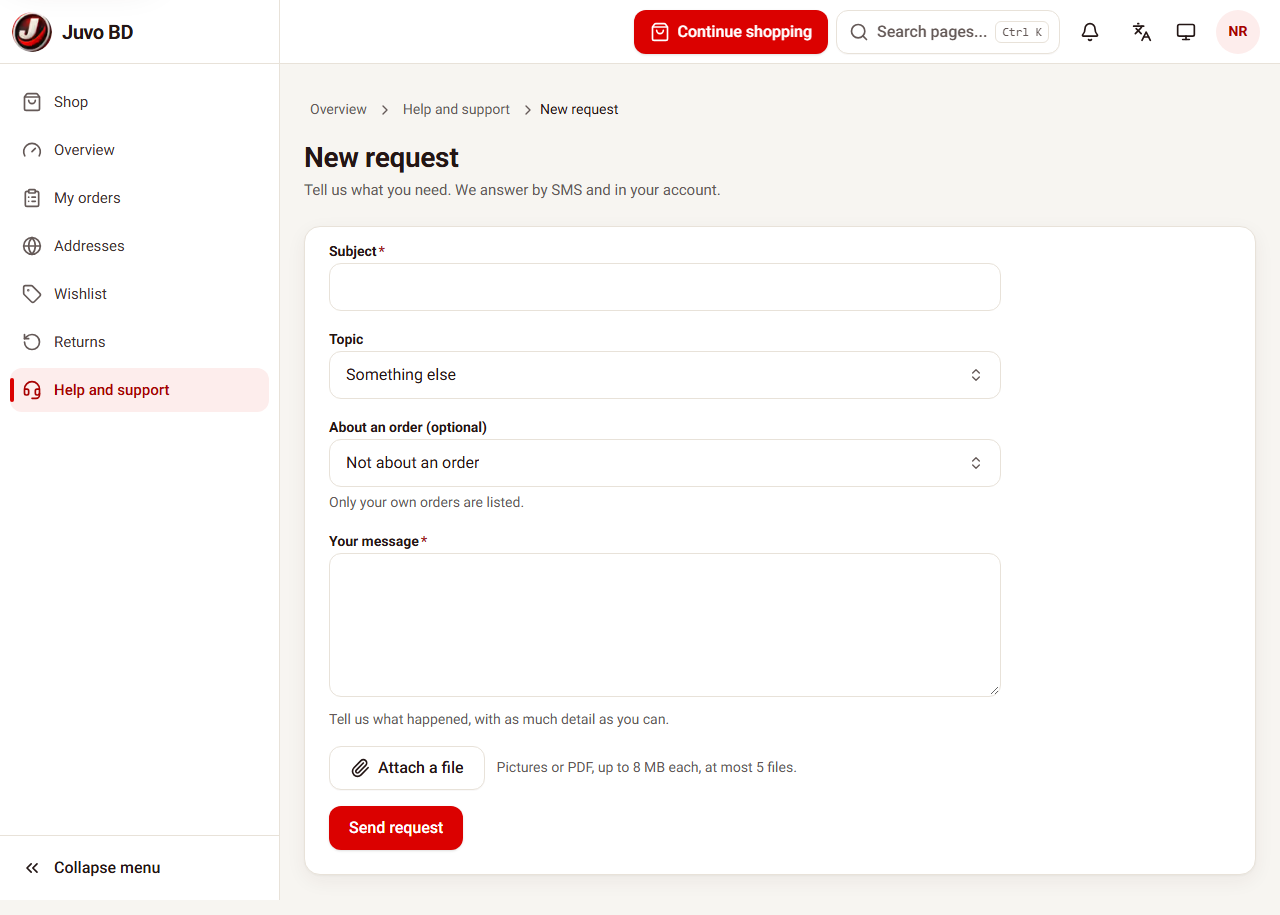 Juvo BD
Continue shopping
Search pages...
Ctrl K
NR
Shop
Overview
My orders
Addresses
Wishlist
Returns
Help and support
Collapse menu
Overview > Help and support > New request
New request
Tell us what you need. We answer by SMS and in your account.
Subject*
Topic
Something else
About an order (optional)
Not about an order
Only your own orders are listed.
Your message*
Tell us what happened, with as much detail as you can.
Attach a file
Pictures or PDF, up to 8 MB each, at most 5 files.
Send request